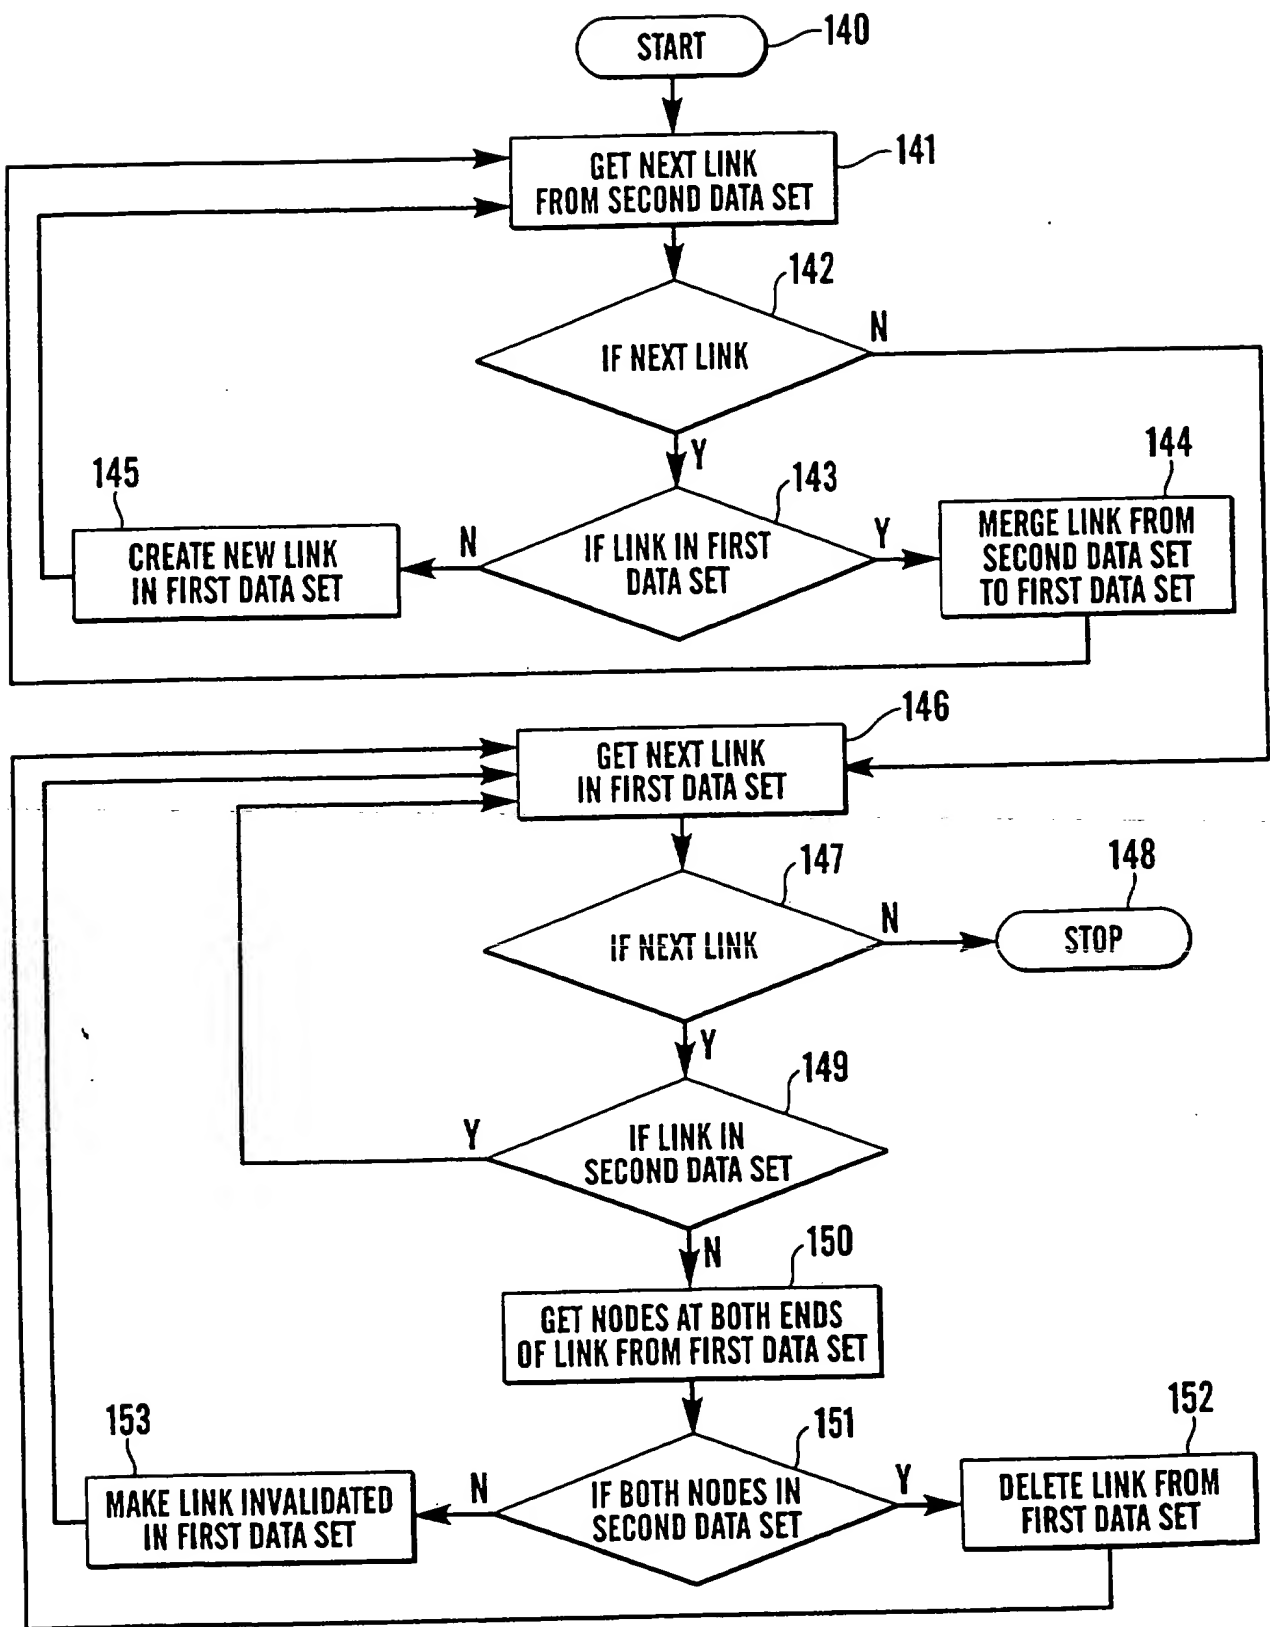 START
140
GET NEXT LINK
FROM SECOND DATA SET
141
142
IF NEXT LINK
N
Y
145
CREATE NEW LINK
IN FIRST DATA SET
N
143
IF LINK IN FIRST
DATA SET
Y
144
MERGE LINK FROM
SECOND DATA SET
TO FIRST DATA SET
146
GET NEXT LINK
IN FIRST DATA SET
147
IF NEXT LINK
N
148
STOP
Y
149
IF LINK IN
SECOND DATA SET
Y
N
150
GET NODES AT BOTH ENDS
OF LINK FROM FIRST DATA SET
153
MAKE LINK INVALIDATED
IN FIRST DATA SET
N
151
IF BOTH NODES IN
SECOND DATA SET
Y
152
DELETE LINK FROM
FIRST DATA SET